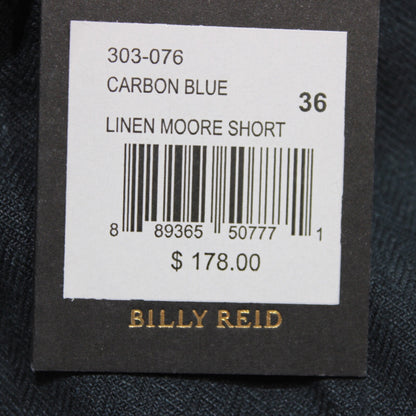 303-076
CARBON BLUE
36
LINEN MOORE SHORT
8 89365 50777 1
$ 178.00
BILLY REID